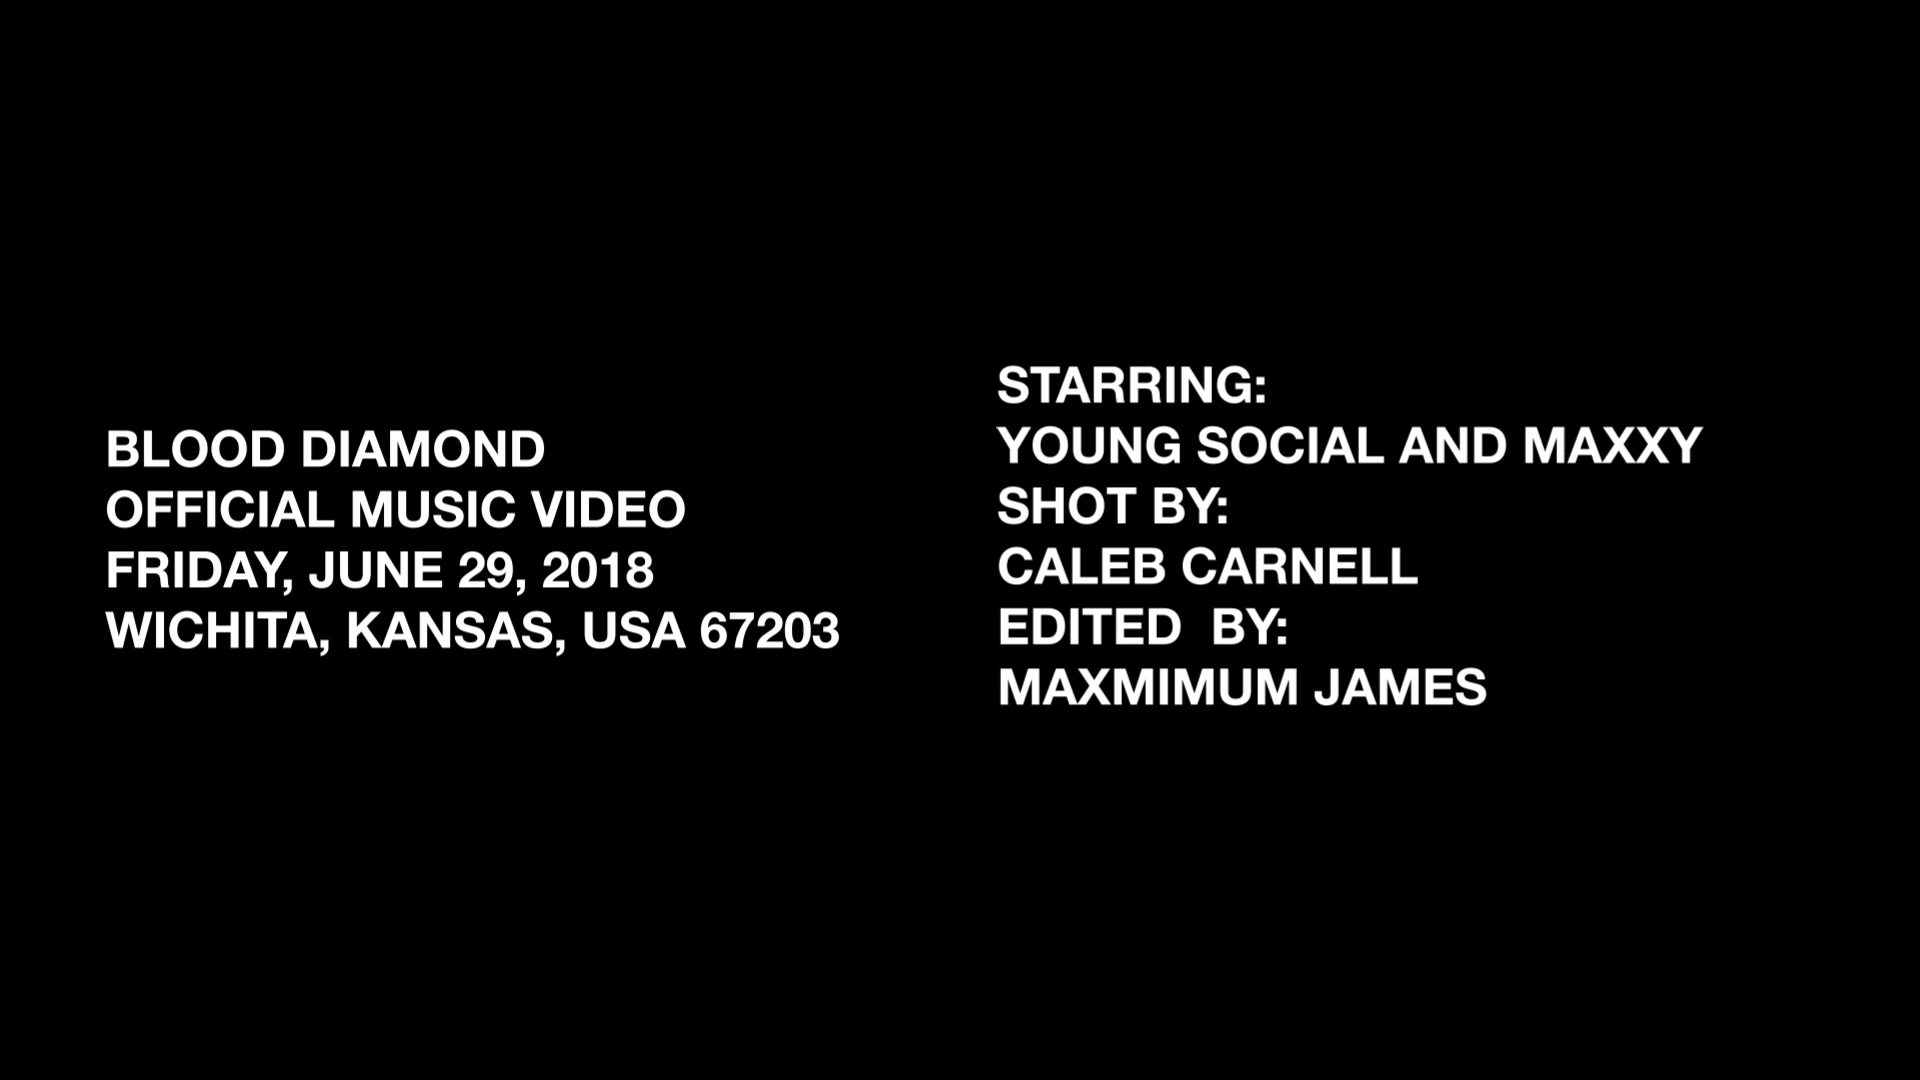 BLOOD DIAMOND
OFFICIAL MUSIC VIDEO
FRIDAY, JUNE 29, 2018
WICHITA, KANSAS, USA 67203
STARRING:
YOUNG SOCIAL AND MAXXY
SHOT BY:
CALEB CARNELL
EDITED  BY:
MAXMIMUM JAMES